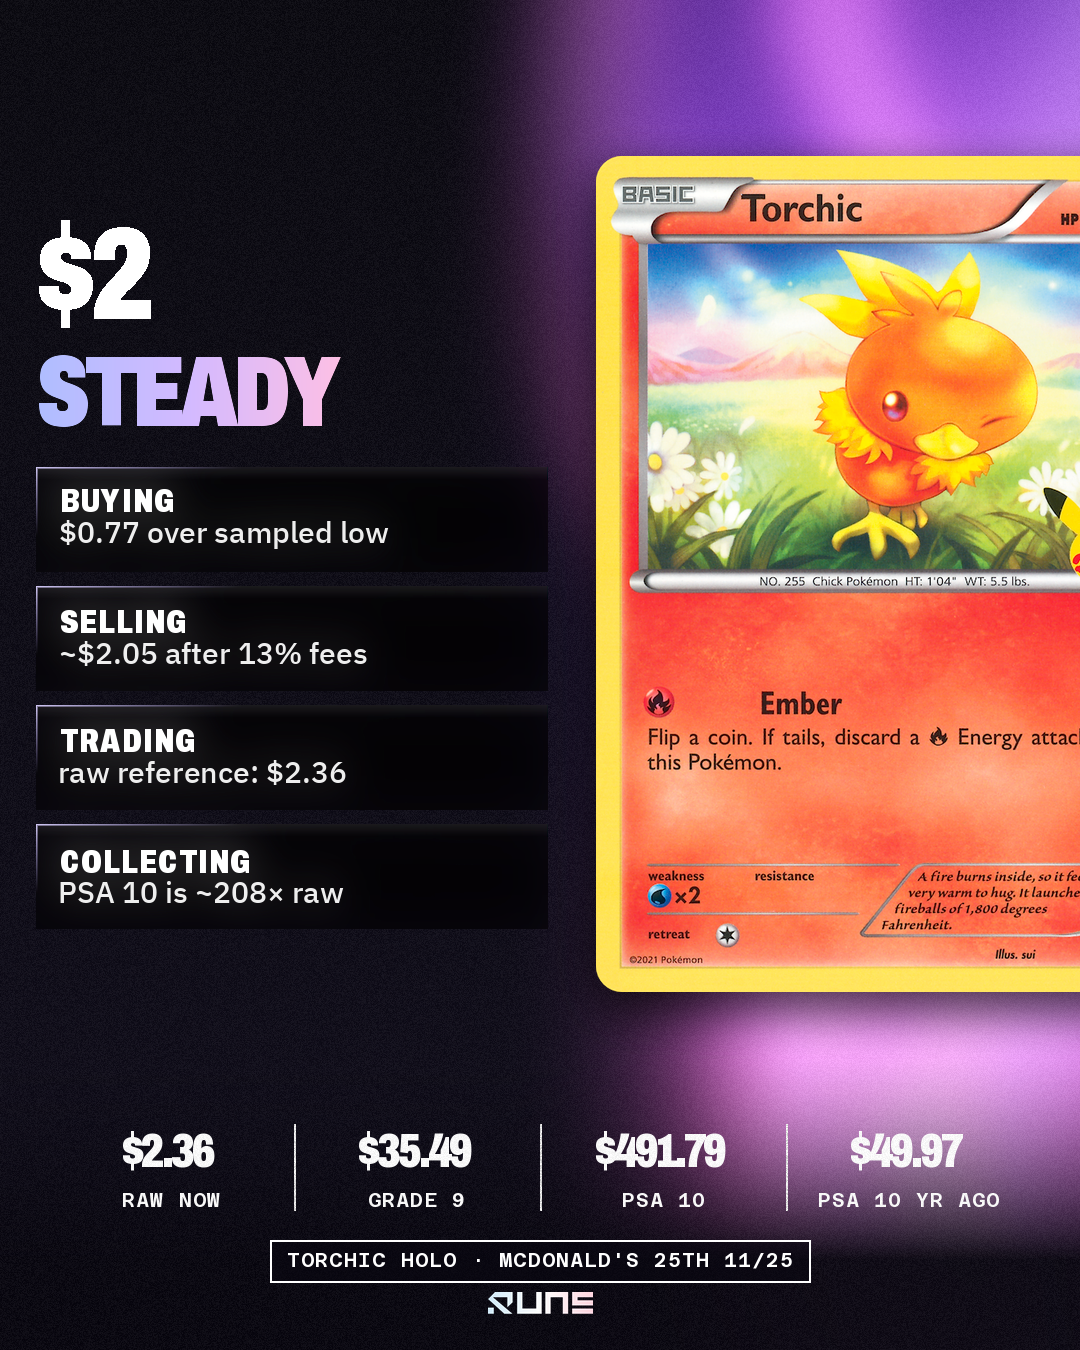 $2
STEADY
BUYING
$0.77 over sampled low
SELLING
~$2.05 after 13% fees
TRADING
raw reference: $2.36
COLLECTING
PSA 10 is ~208× raw
BASIC
Torchic
HP
NO. 255 Chick Pokémon HT: 1'04" WT: 5.5 lbs.
Ember
Flip a coin. If tails, discard a Energy attac
this Pokémon.
weakness resistance
×2
retreat
A fire burns inside, so it fee
very warm to hug. It launche
fireballs of 1,800 degrees
Fahrenheit.
Illus. sui
©2021 Pokémon
$2.36
RAW NOW
$35.49
GRADE 9
$491.79
PSA 10
$49.97
PSA 10 YR AGO
TORCHIC HOLO · MCDONALD'S 25TH 11/25
RUNE